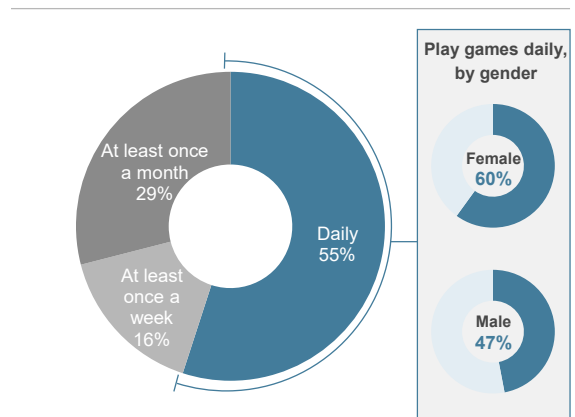 Play games daily,
by gender
At least once
a month
29%
Daily
55%
At least
once a
week
16%
Female
60%
Male
47%